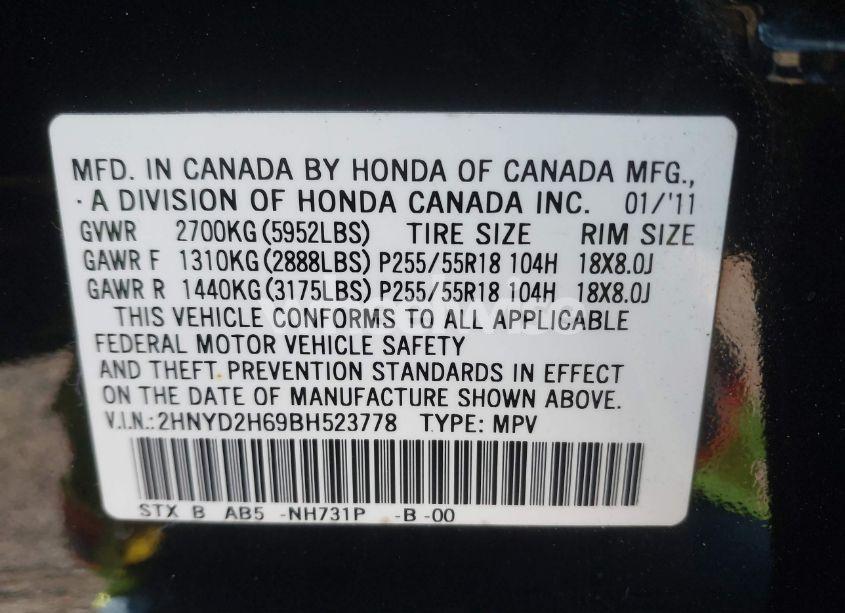 MFD. IN CANADA BY HONDA OF CANADA MFG.,
· A DIVISION OF HONDA CANADA INC. 01/'11
GVWR 2700KG (5952LBS) TIRE SIZE RIM SIZE
GAWR F 1310KG (2888LBS) P255/55R18 104H 18X8.0J
GAWR R 1440KG (3175LBS) P255/55R18 104H 18X8.0J
THIS VEHICLE CONFORMS TO ALL APPLICABLE
FEDERAL MOTOR VEHICLE SAFETY
AND THEFT PREVENTION STANDARDS IN EFFECT
ON THE DATE OF MANUFACTURE SHOWN ABOVE.
V.I.N.:2HNYD2H69BH523778 TYPE: MPV
STX B AB5 -NH731P -B -00